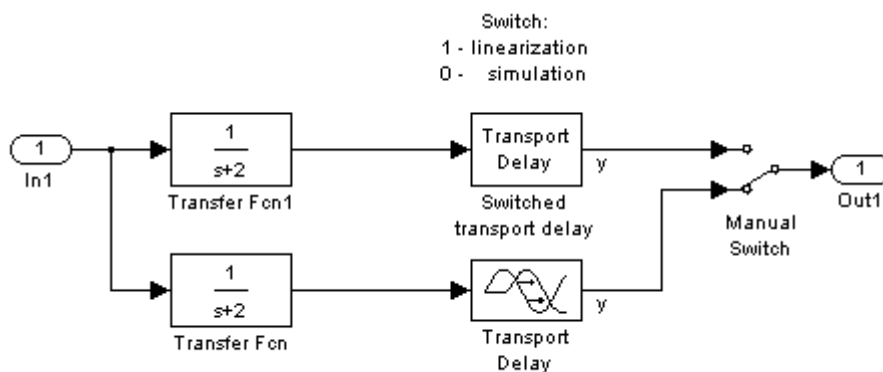 Switch:
1 - linearization
0 - simulation
1
In1
1
s+2
Transfer Fcn1
Transport
Delay
y
Switched
transport delay
Manual
Switch
1
Out1
1
s+2
Transfer Fcn
y
Transport
Delay